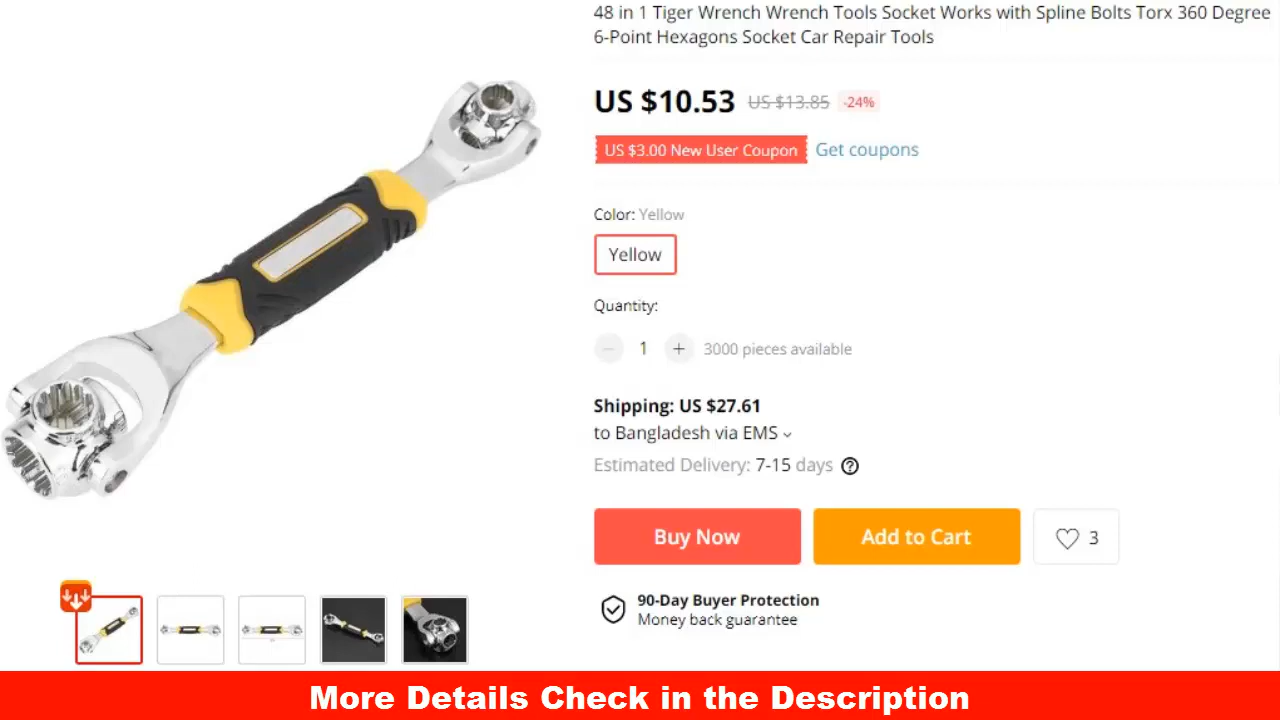 48 in 1 Tiger Wrench Wrench Tools Socket Works with Spline Bolts Torx 360 Degree
6-Point Hexagons Socket Car Repair Tools
US $10.53 US $13.85 -24%
US $3.00 New User Coupon Get coupons
Color: Yellow
Yellow
Quantity:
1 + 3000 pieces available
Shipping: US $27.61
to Bangladesh via EMS
Estimated Delivery: 7-15 days ?
Buy Now Add to Cart 3
90-Day Buyer Protection
Money back guarantee
More Details Check in the Description